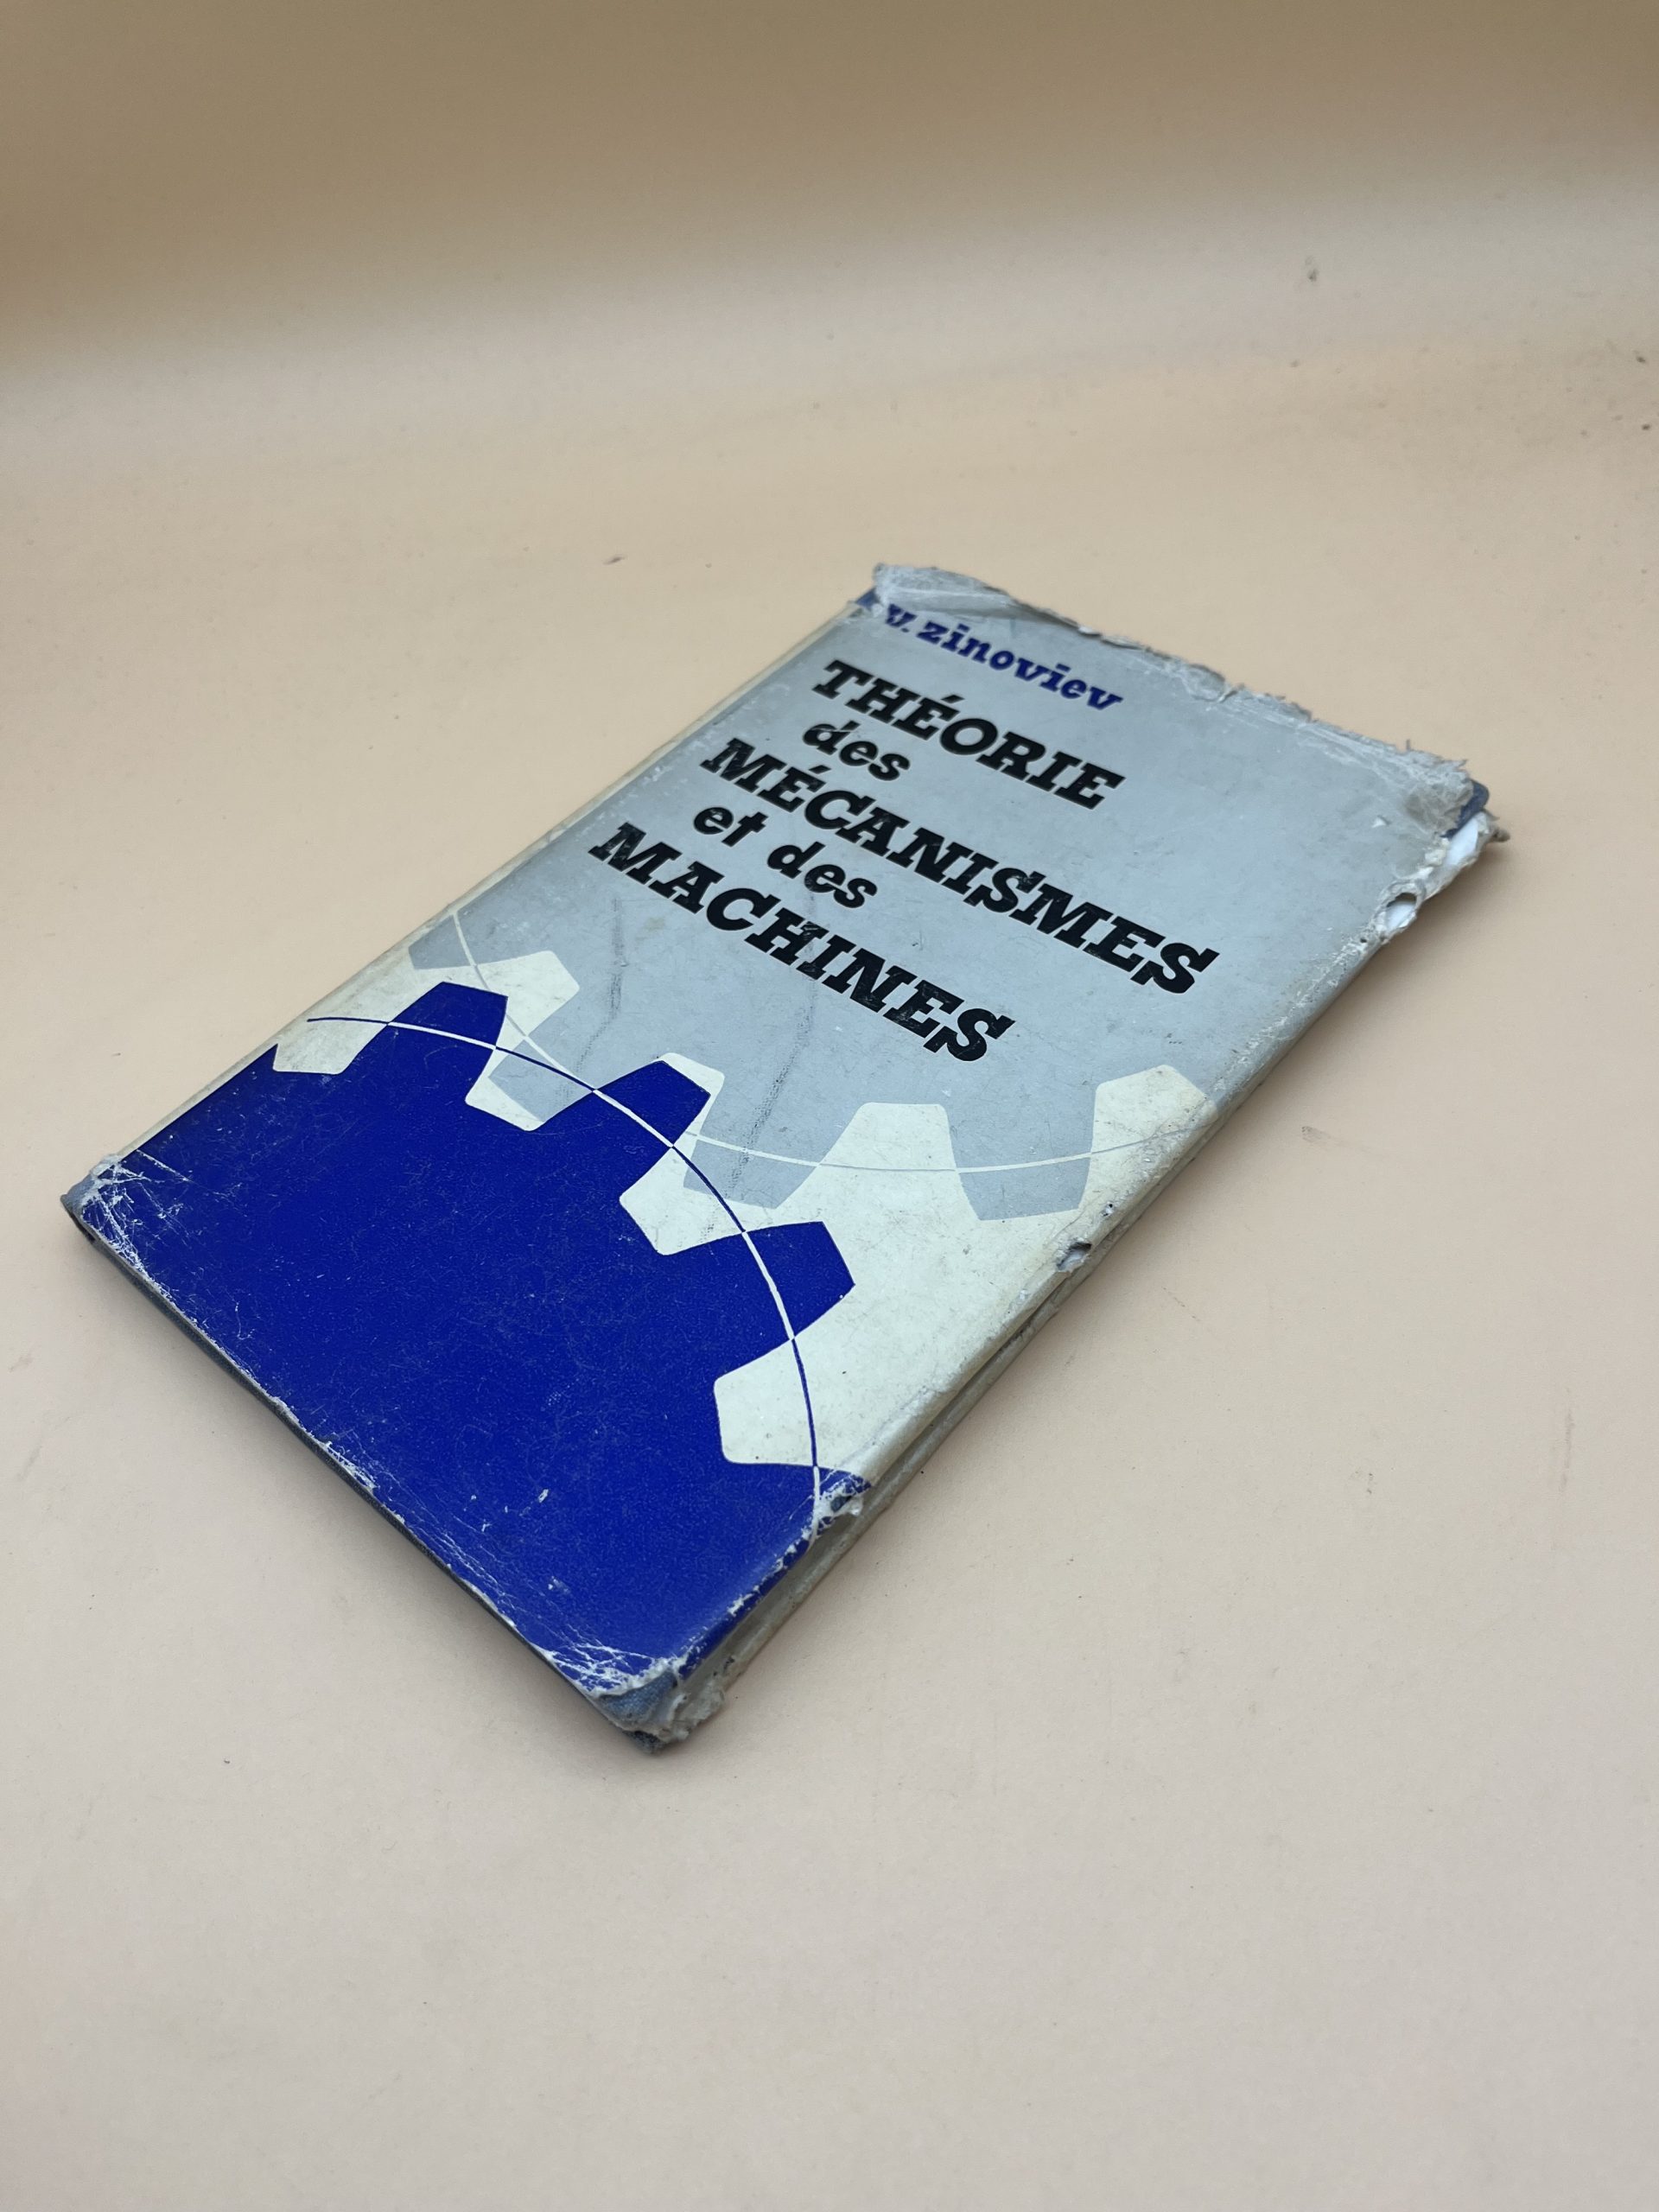 v. zinoviev
THÉORIE
des
MÉCANISMES
et des
MACHINES